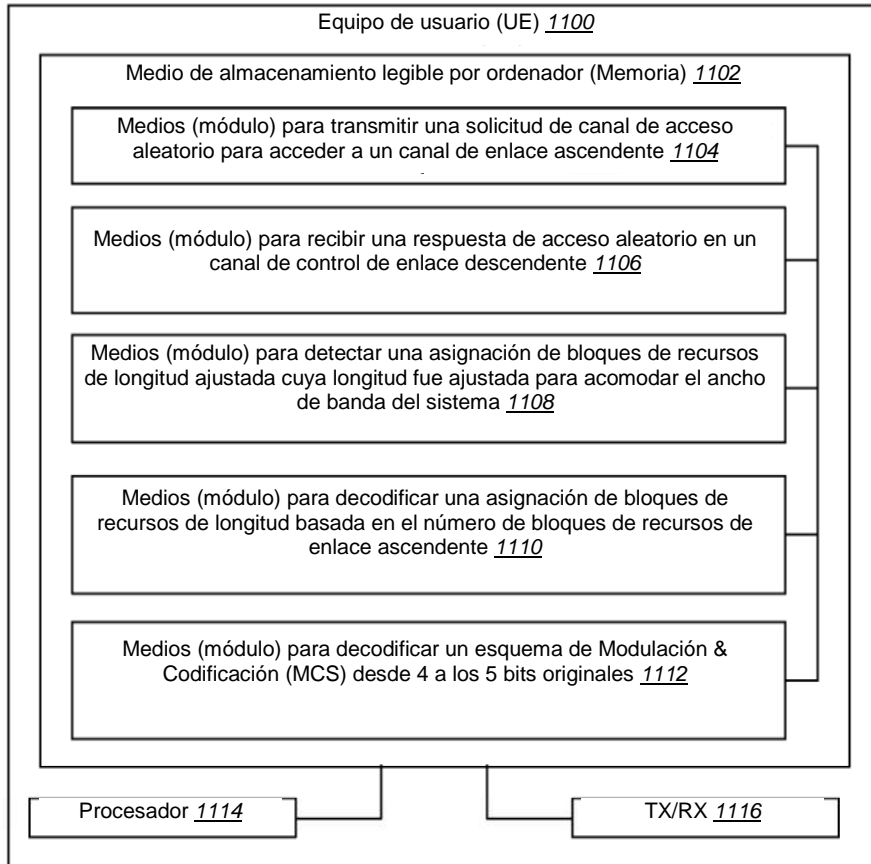 Equipo de usuario (UE) 1100
Medio de almacenamiento legible por ordenador (Memoria) 1102
Medios (módulo) para transmitir una solicitud de canal de acceso
aleatorio para acceder a un canal de enlace ascendente 1104
Medios (módulo) para recibir una respuesta de acceso aleatorio en un
canal de control de enlace descendente 1106
Medios (módulo) para detectar una asignación de bloques de recursos
de longitud ajustada cuya longitud fue ajustada para acomodar el ancho
de banda del sistema 1108
Medios (módulo) para decodificar una asignación de bloques de
recursos de longitud basada en el número de bloques de recursos de
enlace ascendente 1110
Medios (módulo) para decodificar un esquema de Modulación &
Codificación (MCS) desde 4 a los 5 bits originales 1112
Procesador 1114
TX/RX 1116